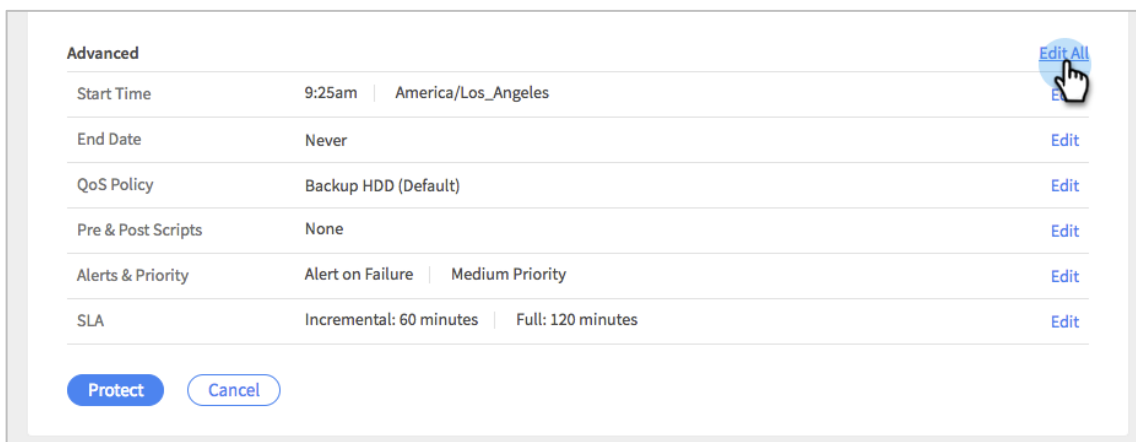 Advanced Edit All
Start Time 9:25am America/Los_Angeles
End Date Never Edit
QoS Policy Backup HDD (Default) Edit
Pre & Post Scripts None Edit
Alerts & Priority Alert on Failure Medium Priority Edit
SLA Incremental: 60 minutes Full: 120 minutes Edit
Protect Cancel